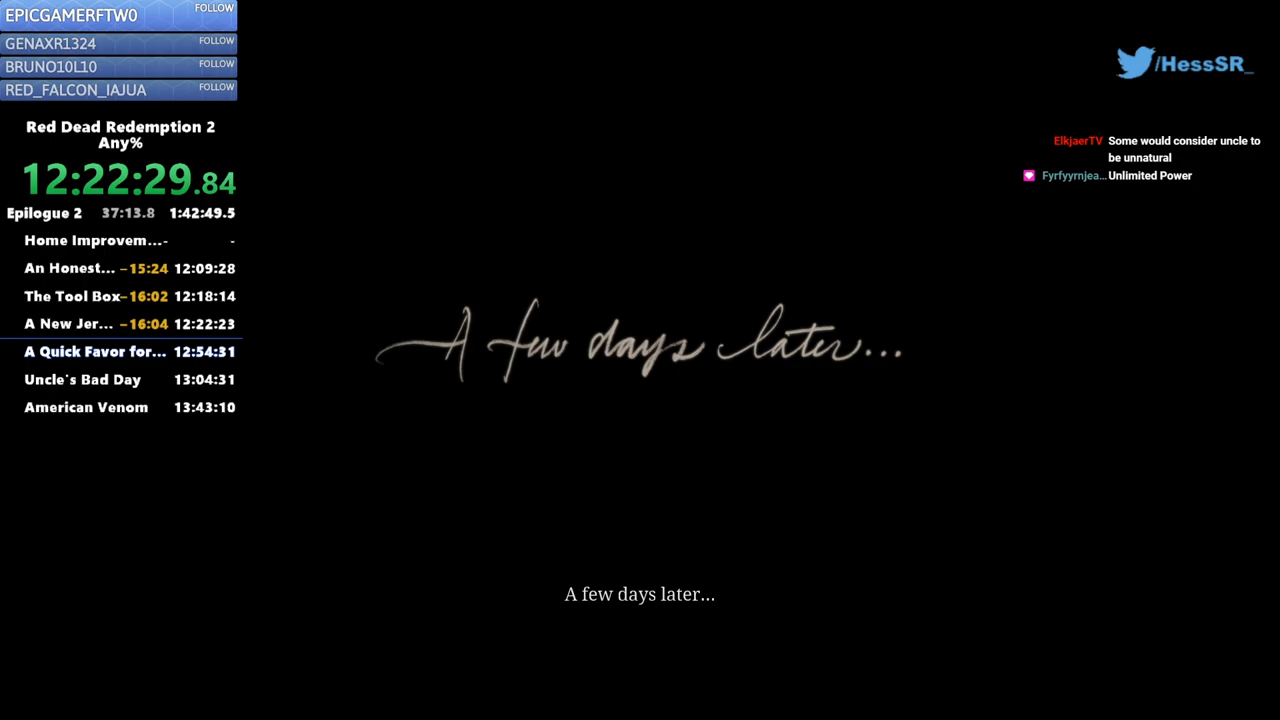 EPICGAMERFTW0 FOLLOW
GENAXR1324 FOLLOW
BRUNO10L10 FOLLOW
RED_FALCON_IAJUA FOLLOW
Red Dead Redemption 2
Any%
12:22:29.84
Epilogue 2 37:13.8 1:42:49.5
Home Improvem...- -
An Honest... −15:24 12:09:28
The Tool Box−16:02 12:18:14
A New Jer... −16:04 12:22:23
A Quick Favor for... 12:54:31
Uncle's Bad Day 13:04:31
American Venom 13:43:10
/HessSR_
ElkjaerTV Some would consider uncle to
be unnatural
Fyrfyyrnjea... Unlimited Power
A few days later...
A few days later...